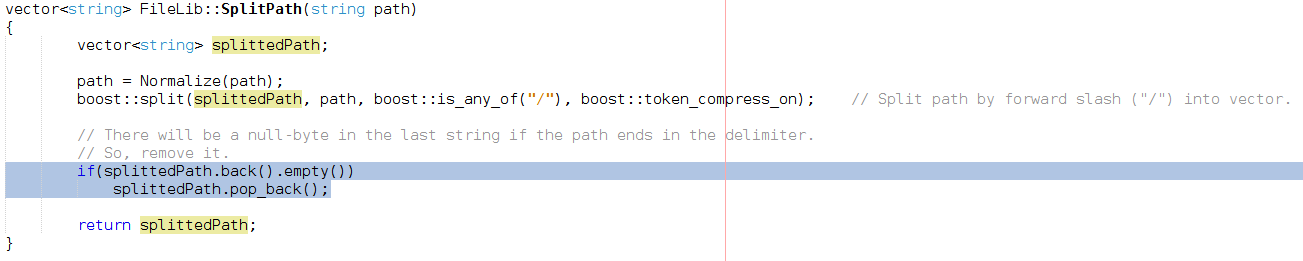 vector<string> FileLib::SplitPath(string path)
{
        vector<string> splittedPath;
        path = Normalize(path);
        boost::split(splittedPath, path, boost::is_any_of("/"), boost::token_compress_on);    // Split path by forward slash ("/") into vector.
        // There will be a null-byte in the last string if the path ends in the delimiter.
        // So, remove it.
        if(splittedPath.back().empty())
            splittedPath.pop_back();
        return splittedPath;
}